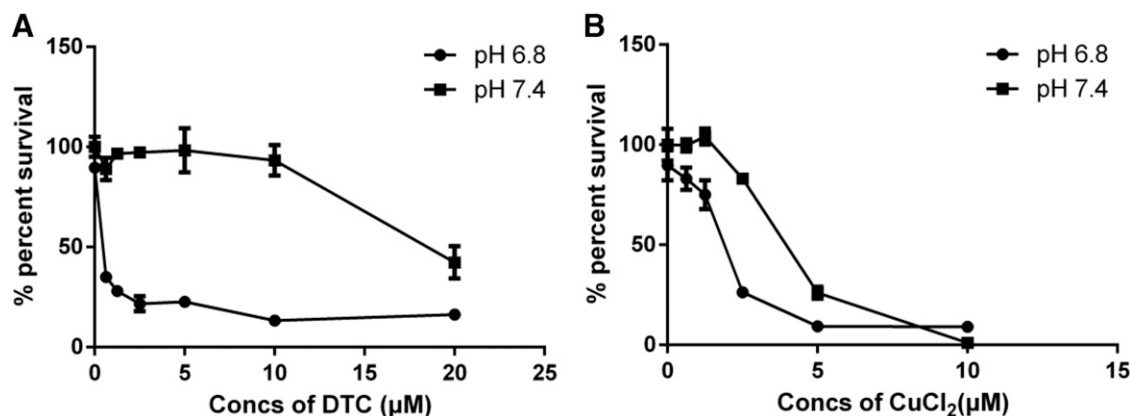 A
% percent survival
150
100
50
0
0 5 10 15 20 25
Concs of DTC (μM)
pH 6.8
pH 7.4
B
% percent survival
150
100
50
0
0 5 10 15
Concs of CuCl₂(μM)
pH 6.8
pH 7.4